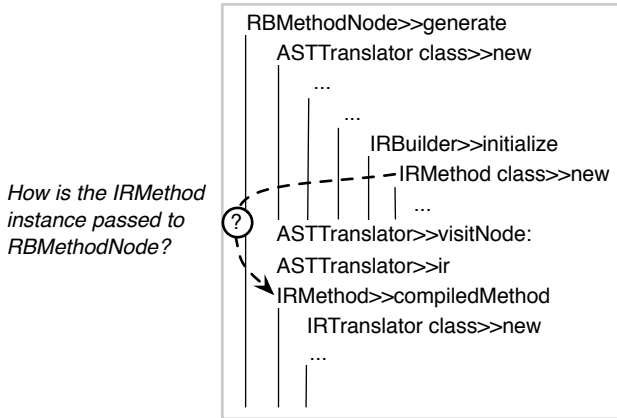 RBMethodNode>>generate
ASTTranslator class>>new
...
...
IRBuilder>>initialize
IRMethod class>>new
...
How is the IRMethod
instance passed to
RBMethodNode?
?
ASTTranslator>>visitNode:
ASTTranslator>>ir
IRMethod>>compiledMethod
IRTranslator class>>new
...